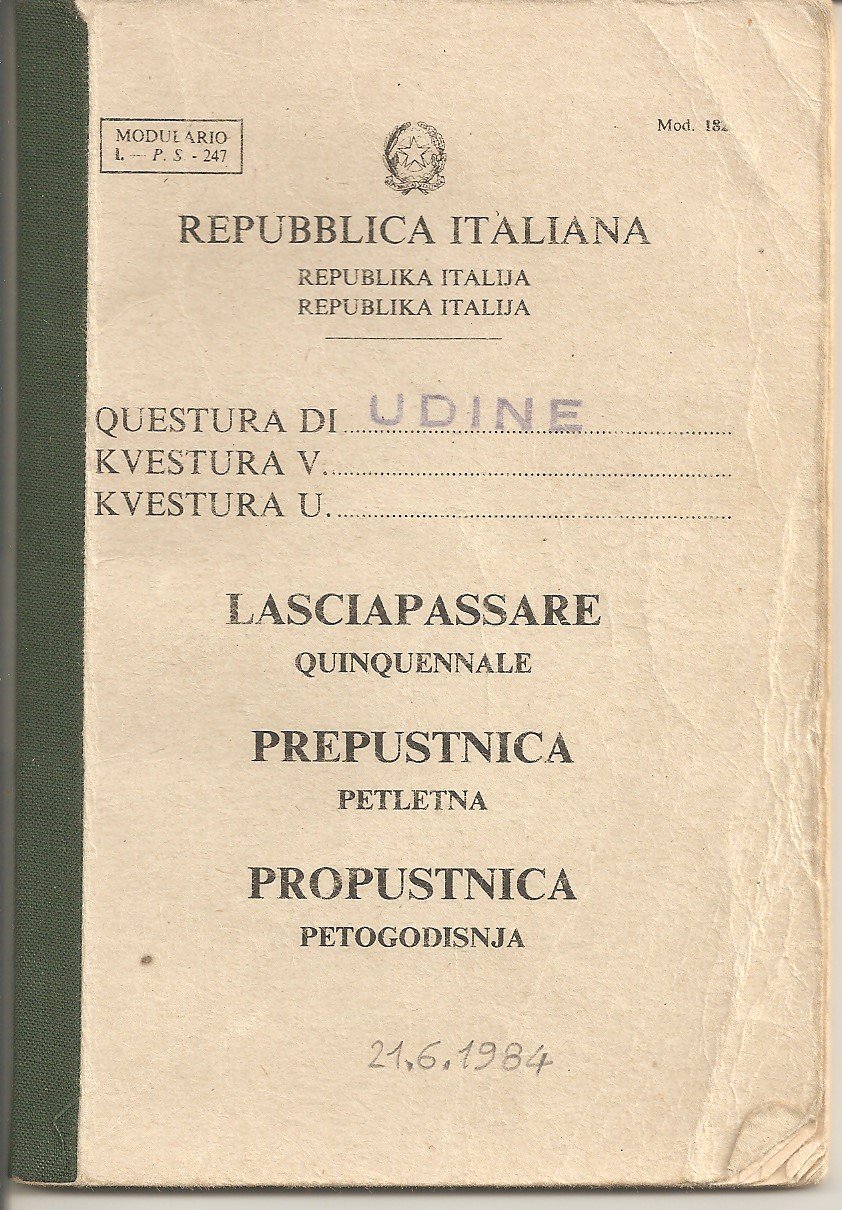 MODULARIO
I. — P. S. - 247
Mod.
REPUBBLICA ITALIANA
REPUBLIKA ITALIJA
REPUBLIKA ITALIJA
QUESTURA DI UDINE
KVESTURA V.
KVESTURA U.
LASCIAPASSARE
QUINQUENNALE
PREPUSTNICA
PETLETNA
PROPUSTNICA
PETOGODISNJA
21.6.1984